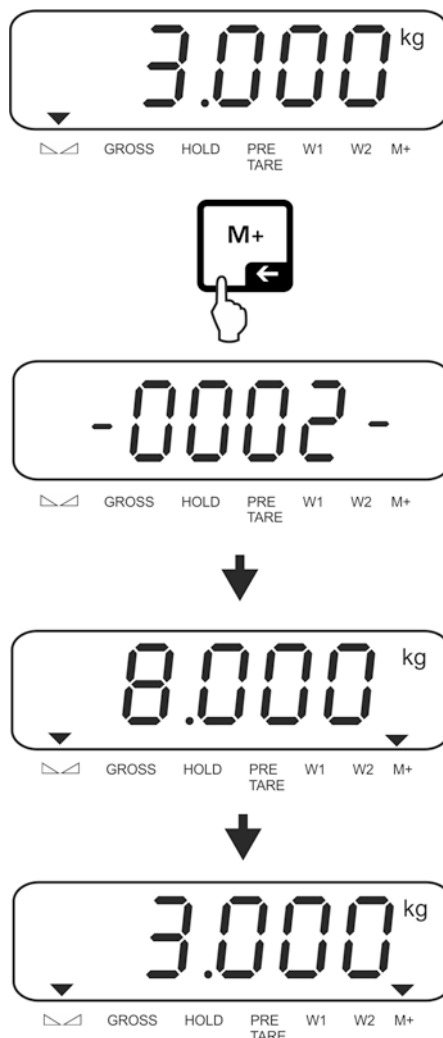 3.000 kg
GROSS HOLD PRE TARE W1 W2 M+
M+
-0002-
GROSS HOLD PRE TARE W1 W2 M+
8.000 kg
GROSS HOLD PRE TARE W1 W2 M+
3.000 kg
GROSS HOLD PRE TARE W1 W2 M+